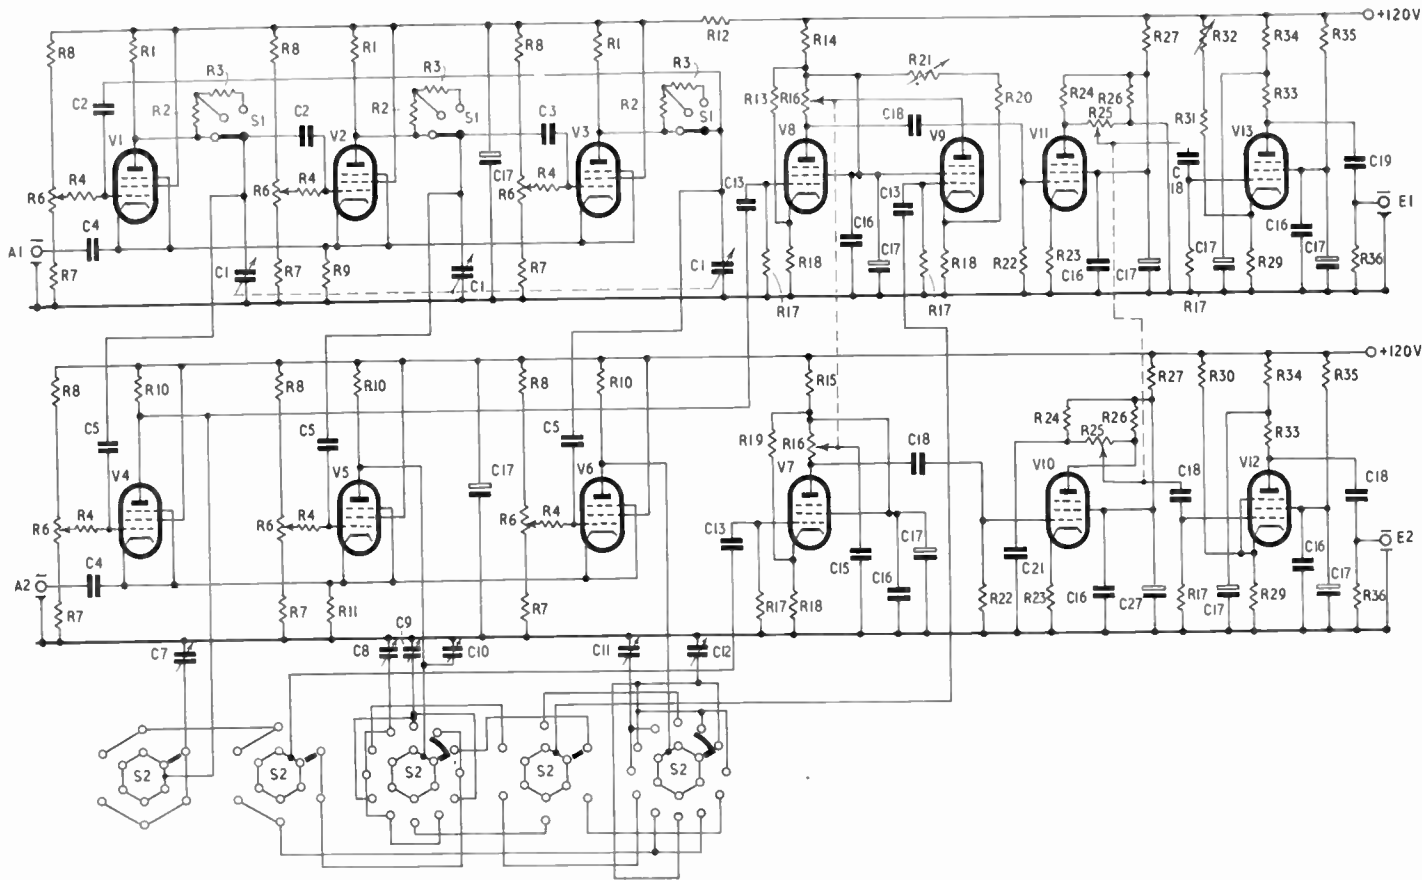 +120V
R8 R1 R8 R1 R8 R1 R12 R14 R27 R32 R34 R35
R3 R3 R3 R21
C2 R2 S1 C2 R2 C3 R2 S1 R13 R16 R20 R24 R26 R25 R33
V1 V2 V3 V8 C18 V9 V11 R31 V13
R4 R4 C17 R4 C13 C13 C18 C19
R6 R6 R6 E1
A1 C4 C16 C17 C17 C16 C17
R7 C1 R7 R9 C1 R7 C1 R18 R18 R22 R23 C16 C17 R29 R36
R17 R17 R17
+120V
R8 R10 R8 R10 R8 R10 R15 R27 R30 R34 R35
R24 R26 R25
C5 C5 C5 R19 R16 C18 R33
V4 V5 C17 V6 V7 V10 C18 V12 C18
R6 R4 R6 R4 R6 R4 C13 C17 E2
A2 C4 C15 C16 C21 C16
R7 R7 R11 R7 R17 R18 R22 R23 C16 C27 R17 C17 R29 C17 R36
C7 C8 C9 C10 C11 C12
S2 S2 S2 S2 S2